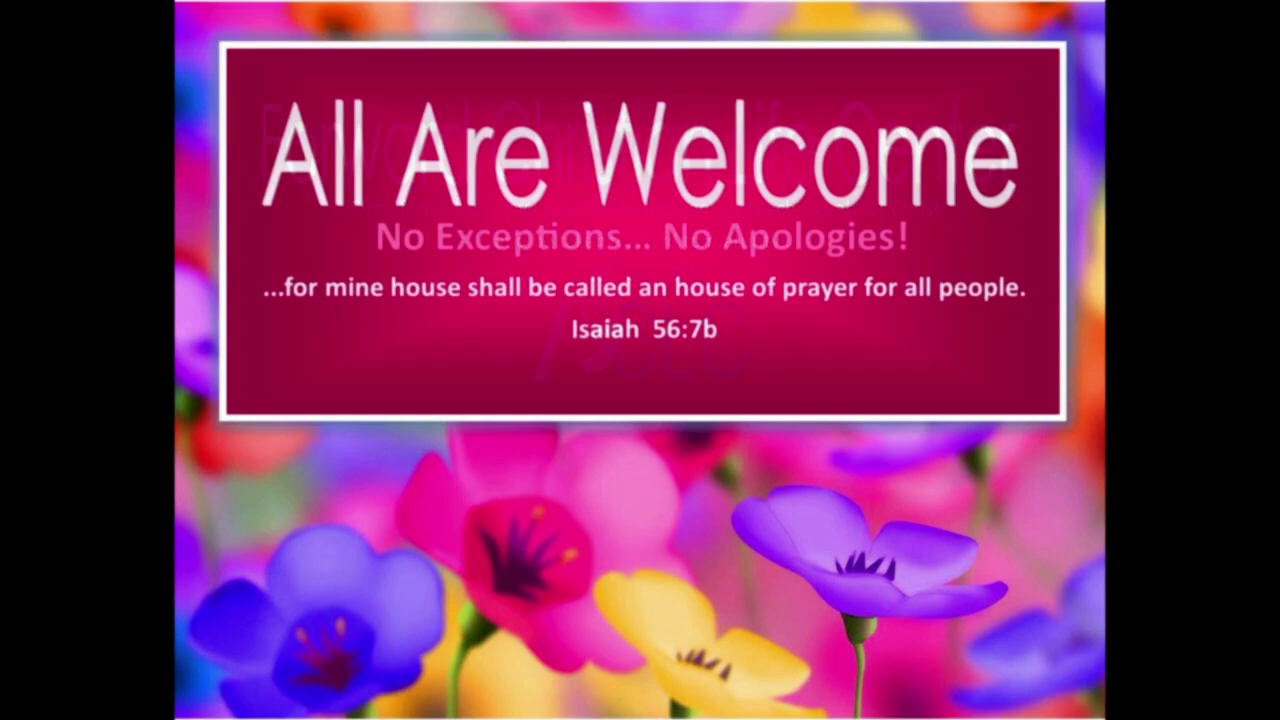 All Are Welcome
No Exceptions... No Apologies!
...for mine house shall be called an house of prayer for all people.
Isaiah 56:7b